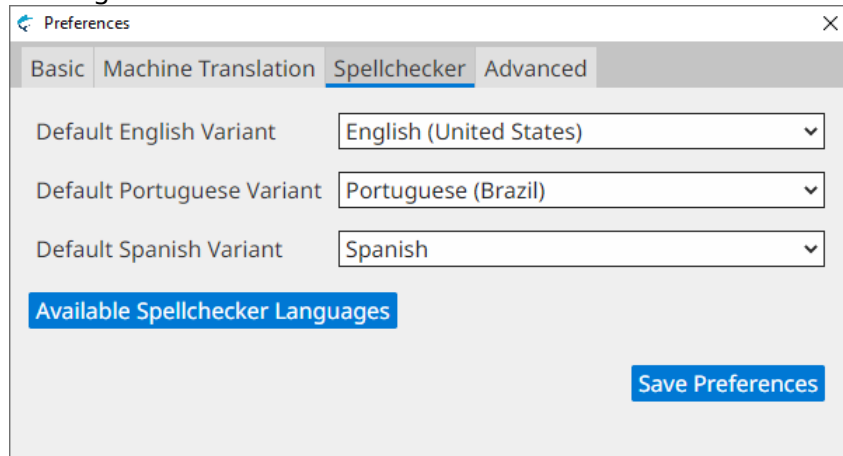 Preferences
Basic Machine Translation Spellchecker Advanced
Default English Variant English (United States)
Default Portuguese Variant Portuguese (Brazil)
Default Spanish Variant Spanish
Available Spellchecker Languages
Save Preferences